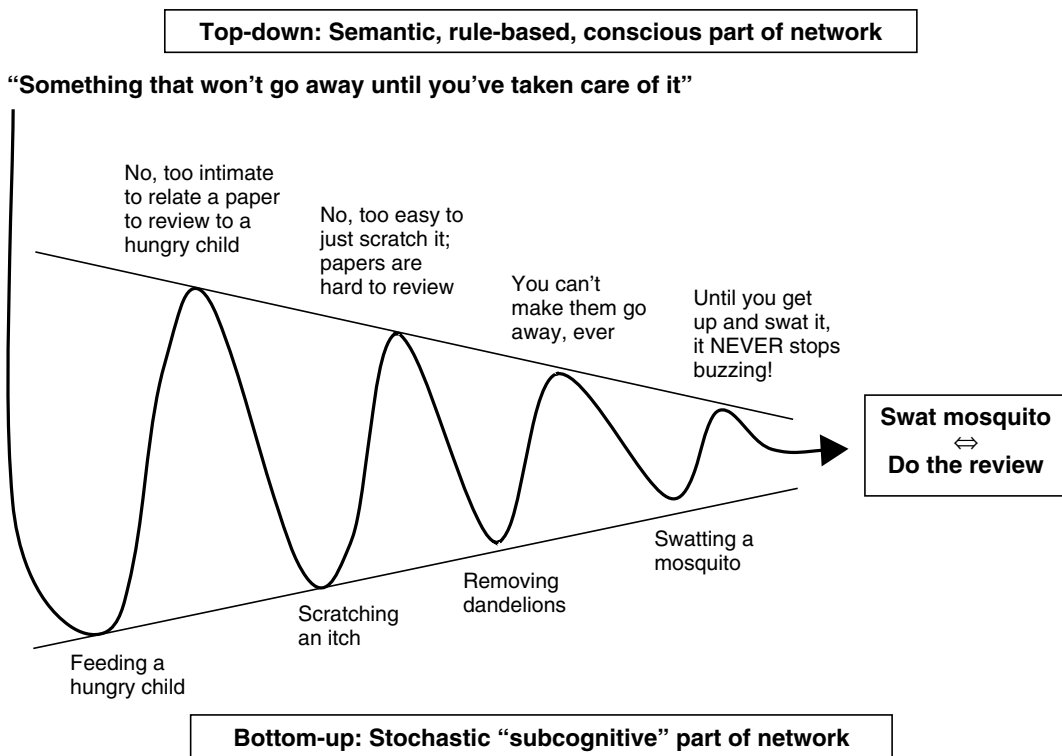 Top-down: Semantic, rule-based, conscious part of network
“Something that won’t go away until you’ve taken care of it”
No, too intimate
to relate a paper
to review to a
hungry child
No, too easy to
just scratch it;
papers are
hard to review
You can’t
make them go
away, ever
Until you get
up and swat it,
it NEVER stops
buzzing!
Swat mosquito
⇔
Do the review
Feeding a
hungry child
Scratching
an itch
Removing
dandelions
Swatting a
mosquito
Bottom-up: Stochastic “subcognitive” part of network